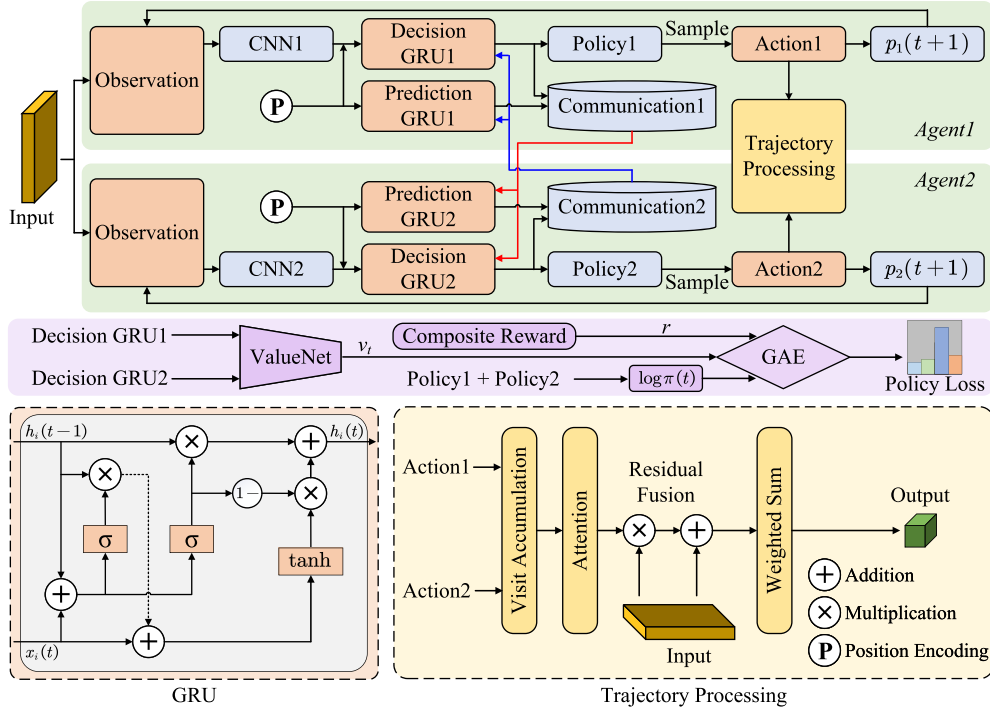 Input
Observation
CNN1
P
Decision
GRU1
Prediction
GRU1
Policy1
Sample
Action1
p₁(t+1)
Communication1
Trajectory
Processing
Agent1
Observation
CNN2
P
Prediction
GRU2
Decision
GRU2
Communication2
Policy2
Sample
Action2
p₂(t+1)
Agent2
Decision GRU1
Decision GRU2
ValueNet
vₜ
Composite Reward
r
Policy1 + Policy2
logπ(t)
GAE
Policy Loss
hᵢ(t−1)
hᵢ(t)
×
+
×
1−
×
σ
σ
tanh
+
xᵢ(t)
+
GRU
Action1
Action2
Visit Accumulation
Attention
Residual
Fusion
×
+
Input
Weighted Sum
Output
+ Addition
× Multiplication
P Position Encoding
Trajectory Processing